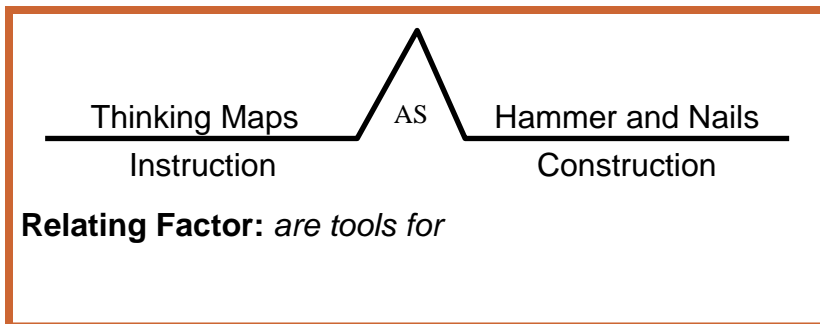 Thinking Maps AS Hammer and Nails
Instruction Construction
Relating Factor: are tools for